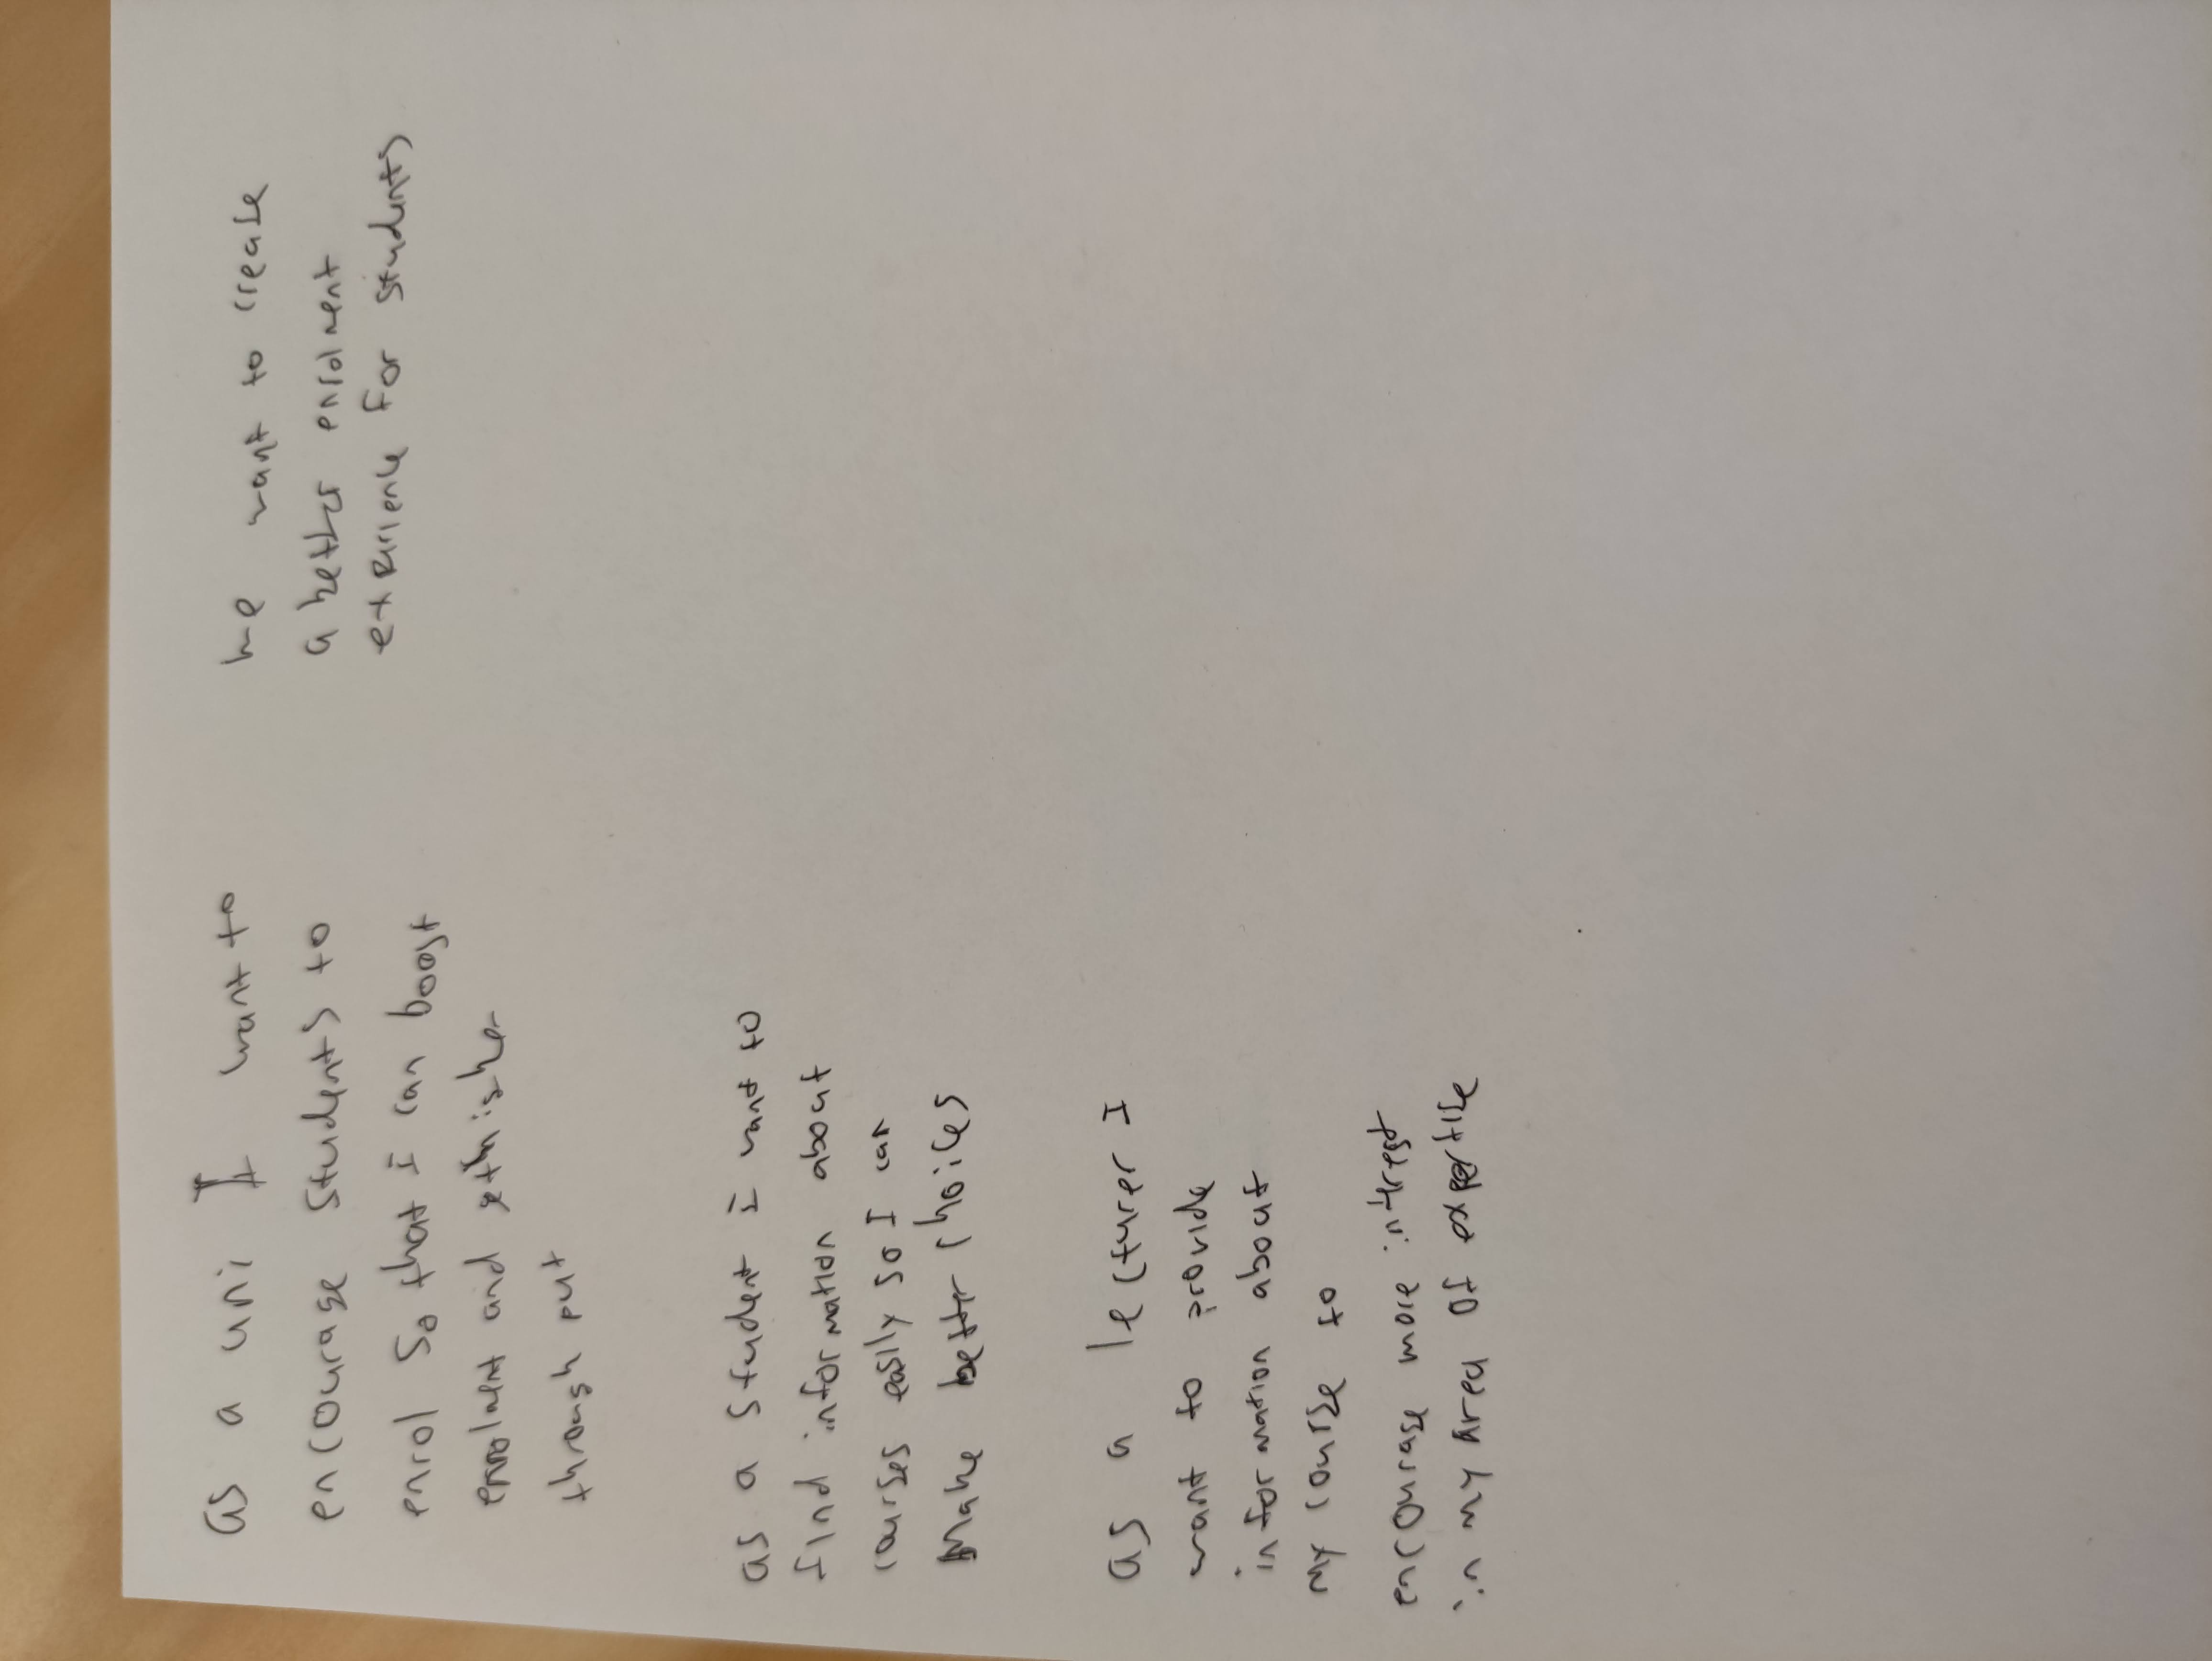 as a uni I want to
encourage students to
enrol so that I can boost
enrolment and higher
through put
as a student I want to
find information about
courses easily so I can
Make better choices
as a lecturer I
want to provide
information about
my course to
encourage more interest
in my area of expertise
we want to create
a better enrolment
experience for students